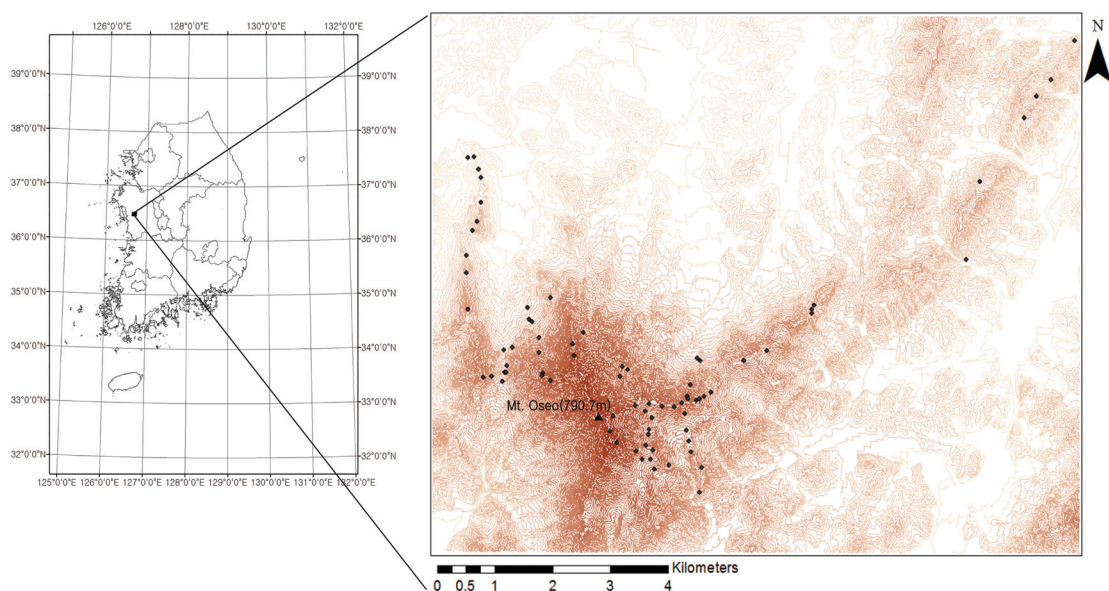 126°0'0"E 128°0'0"E 130°0'0"E 132°0'0"E
39°0'0"N 39°0'0"N
38°0'0"N 38°0'0"N
37°0'0"N 37°0'0"N
36°0'0"N 36°0'0"N
35°0'0"N 35°0'0"N
34°0'0"N 34°0'0"N
33°0'0"N 33°0'0"N
32°0'0"N 32°0'0"N
125°0'0"E 126°0'0"E 127°0'0"E 128°0'0"E 129°0'0"E 130°0'0"E 131°0'0"E 132°0'0"E
N
Mt. Oseo(790.7m)
Kilometers
0 0.5 1 2 3 4